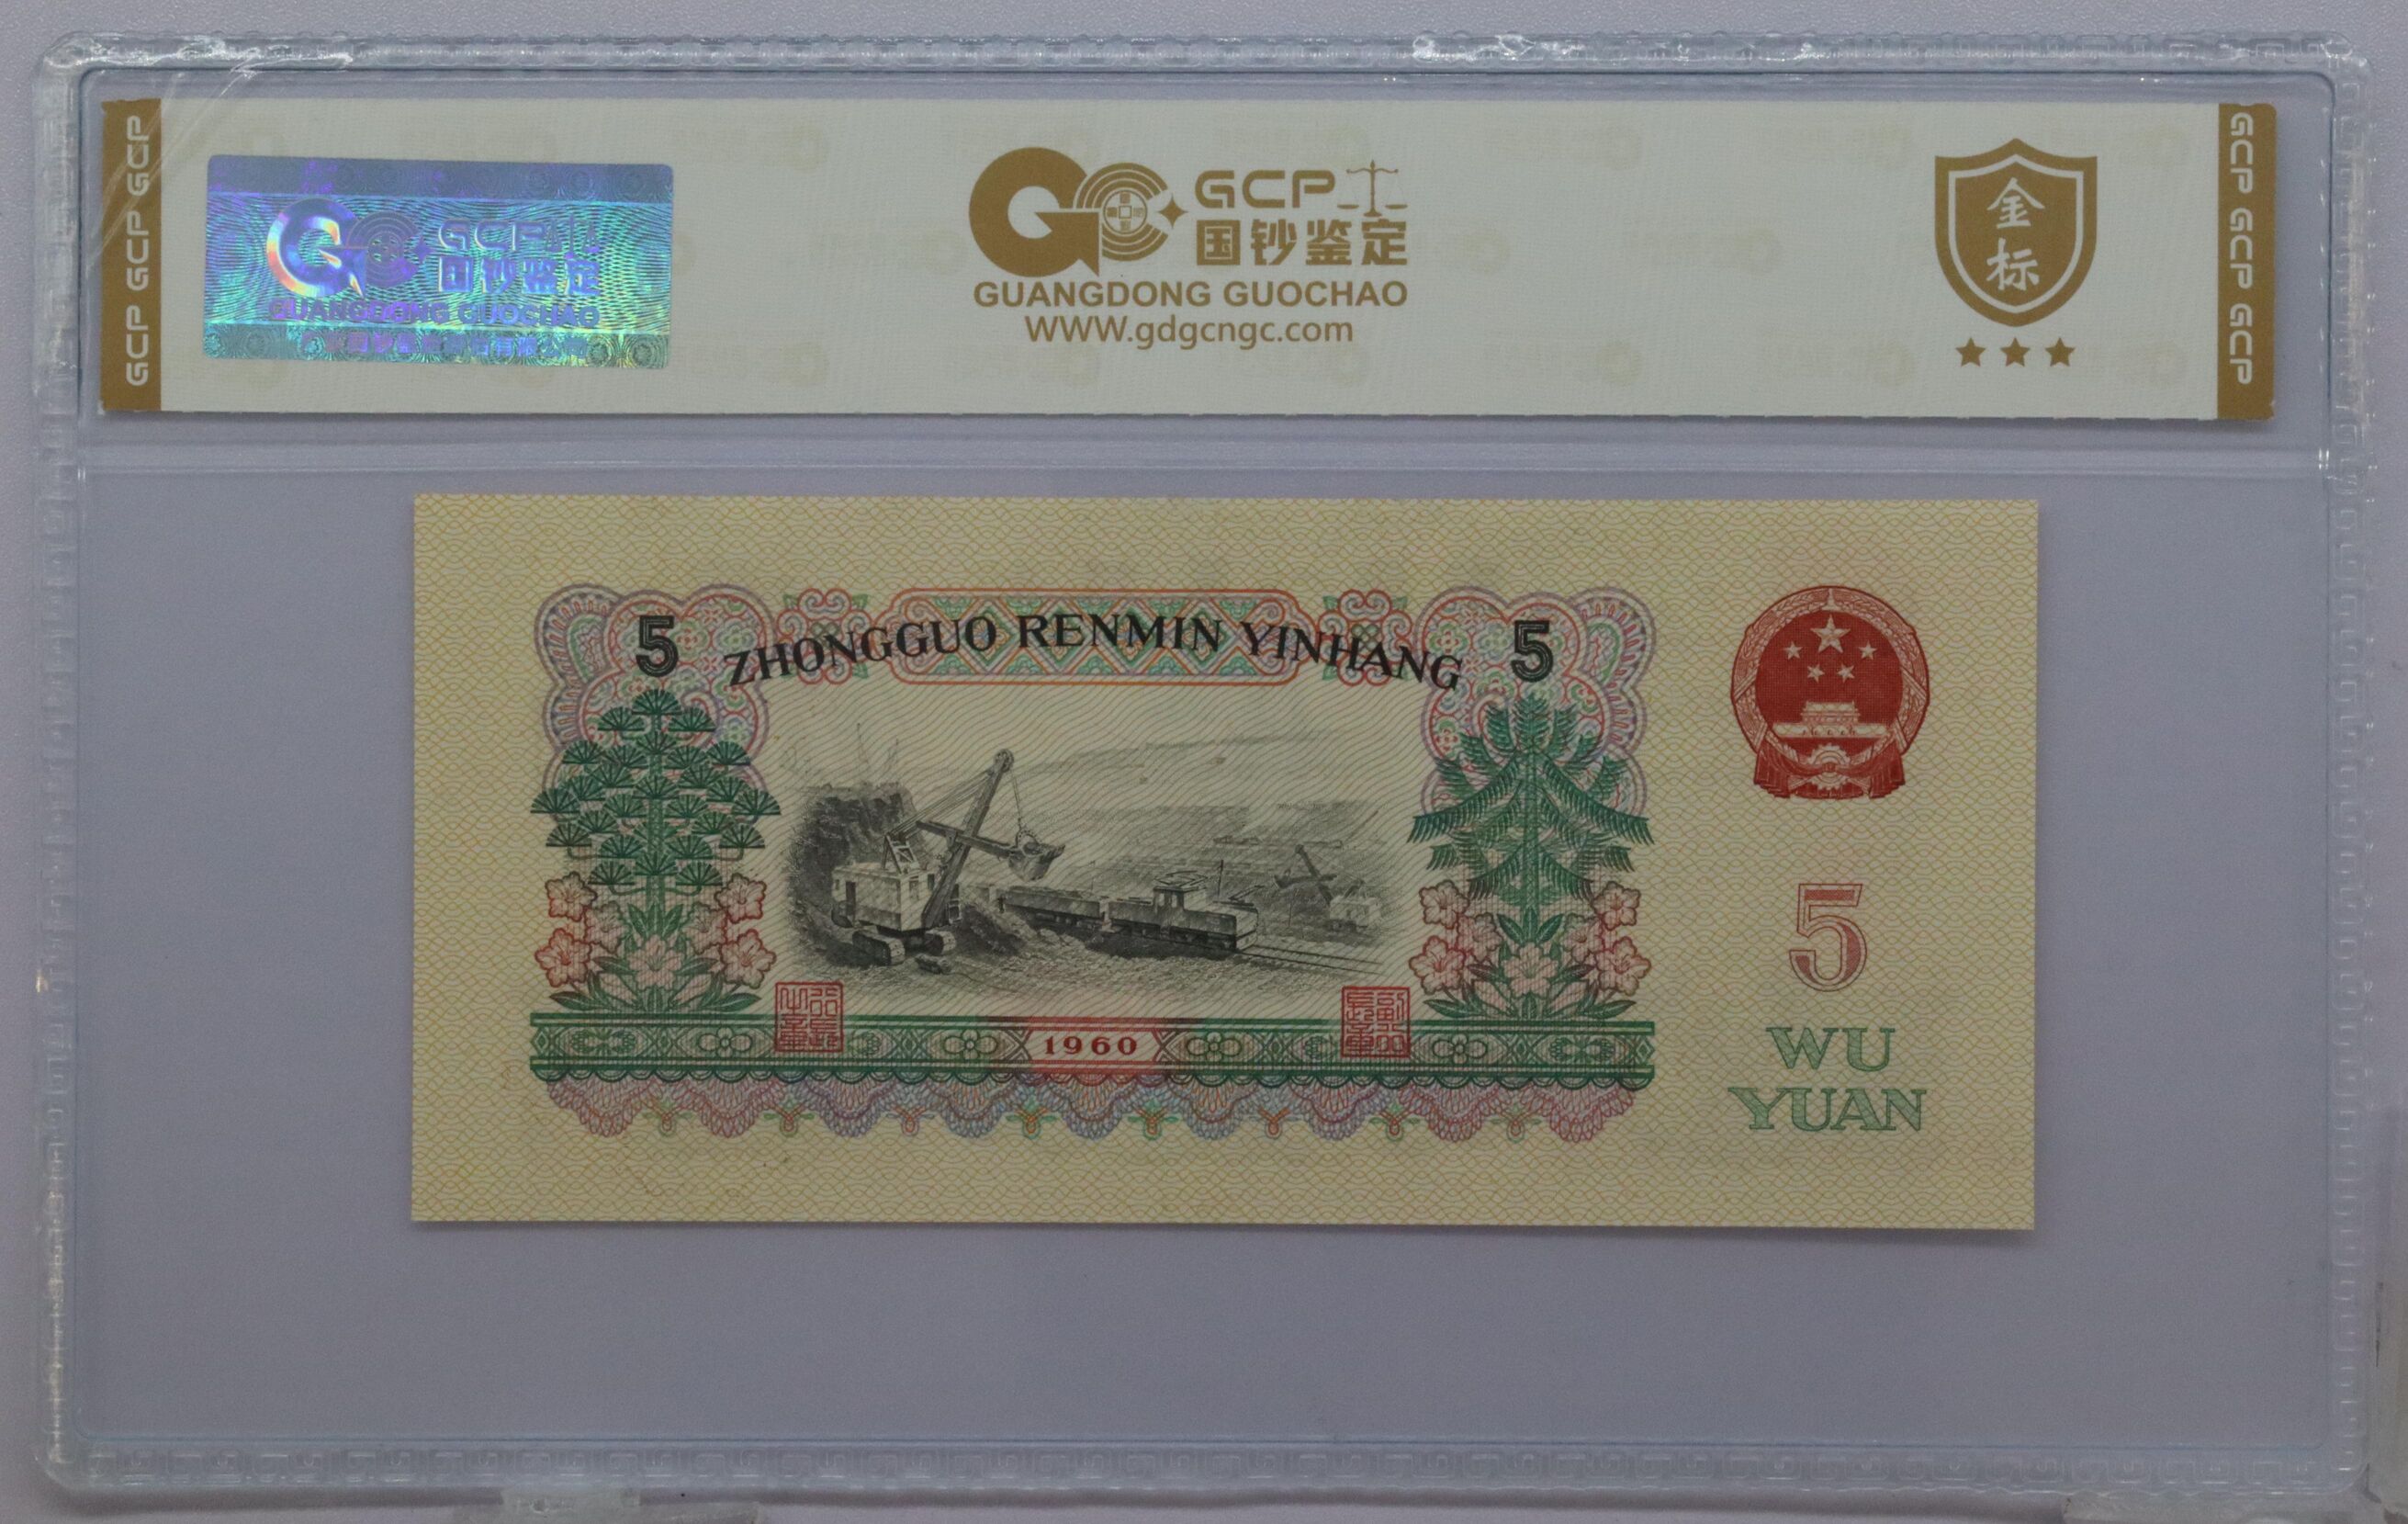 GCP GCP GCP
GCP
国钞鉴定
GUANGDONG GUOCHAO
GCP
国钞鉴定
GUANGDONG GUOCHAO
WWW.gdgcngc.com
金
标
GCP GCP GCP
5 ZHONGGUO RENMIN YINHANG 5
1960
5
WU
YUAN